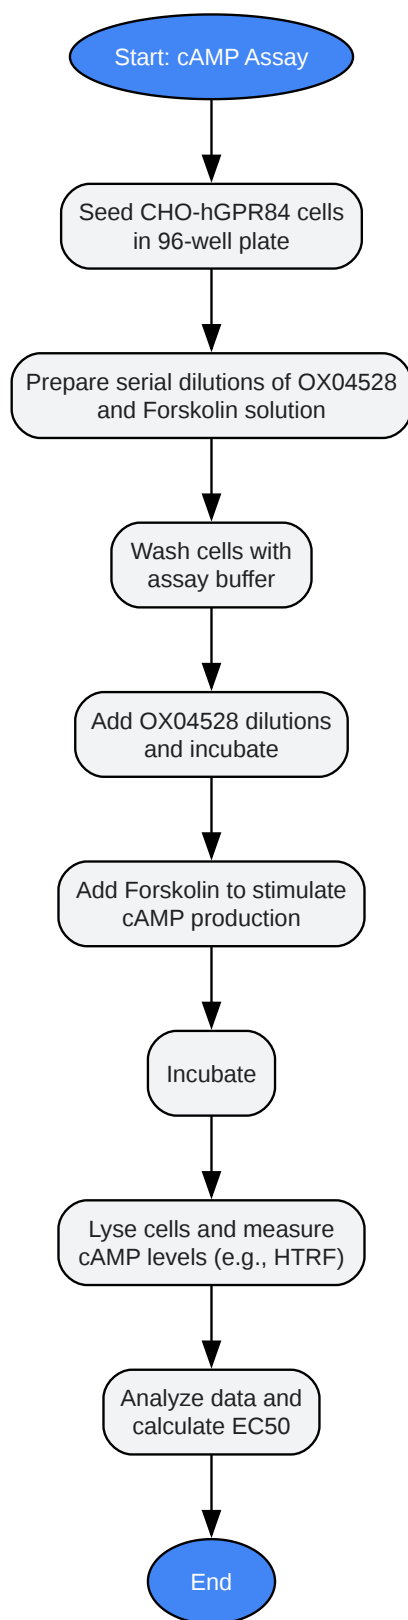 Start: cAMP Assay
Seed CHO-hGPR84 cells
in 96-well plate
Prepare serial dilutions of OX04528
and Forskolin solution
Wash cells with
assay buffer
Add OX04528 dilutions
and incubate
Add Forskolin to stimulate
cAMP production
Incubate
Lyse cells and measure
cAMP levels (e.g., HTRF)
Analyze data and
calculate EC50
End